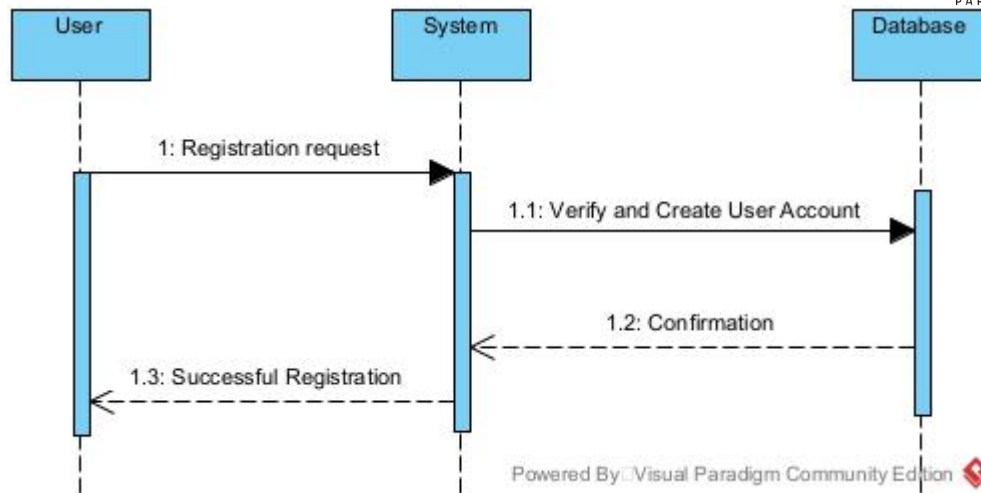 User
System
Database
1: Registration request
1.1: Verify and Create User Account
1.2: Confirmation
1.3: Successful Registration
Powered By Visual Paradigm Community Edition